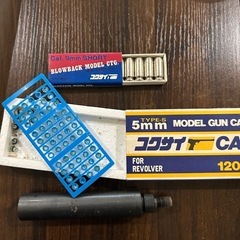 Cal. 9mm SHORT
BLOWBACK MODEL CTG.
コクサイ
TYPE-S
5mm MODEL GUN CA
コクサイ CA
FOR
REVOLVER
120